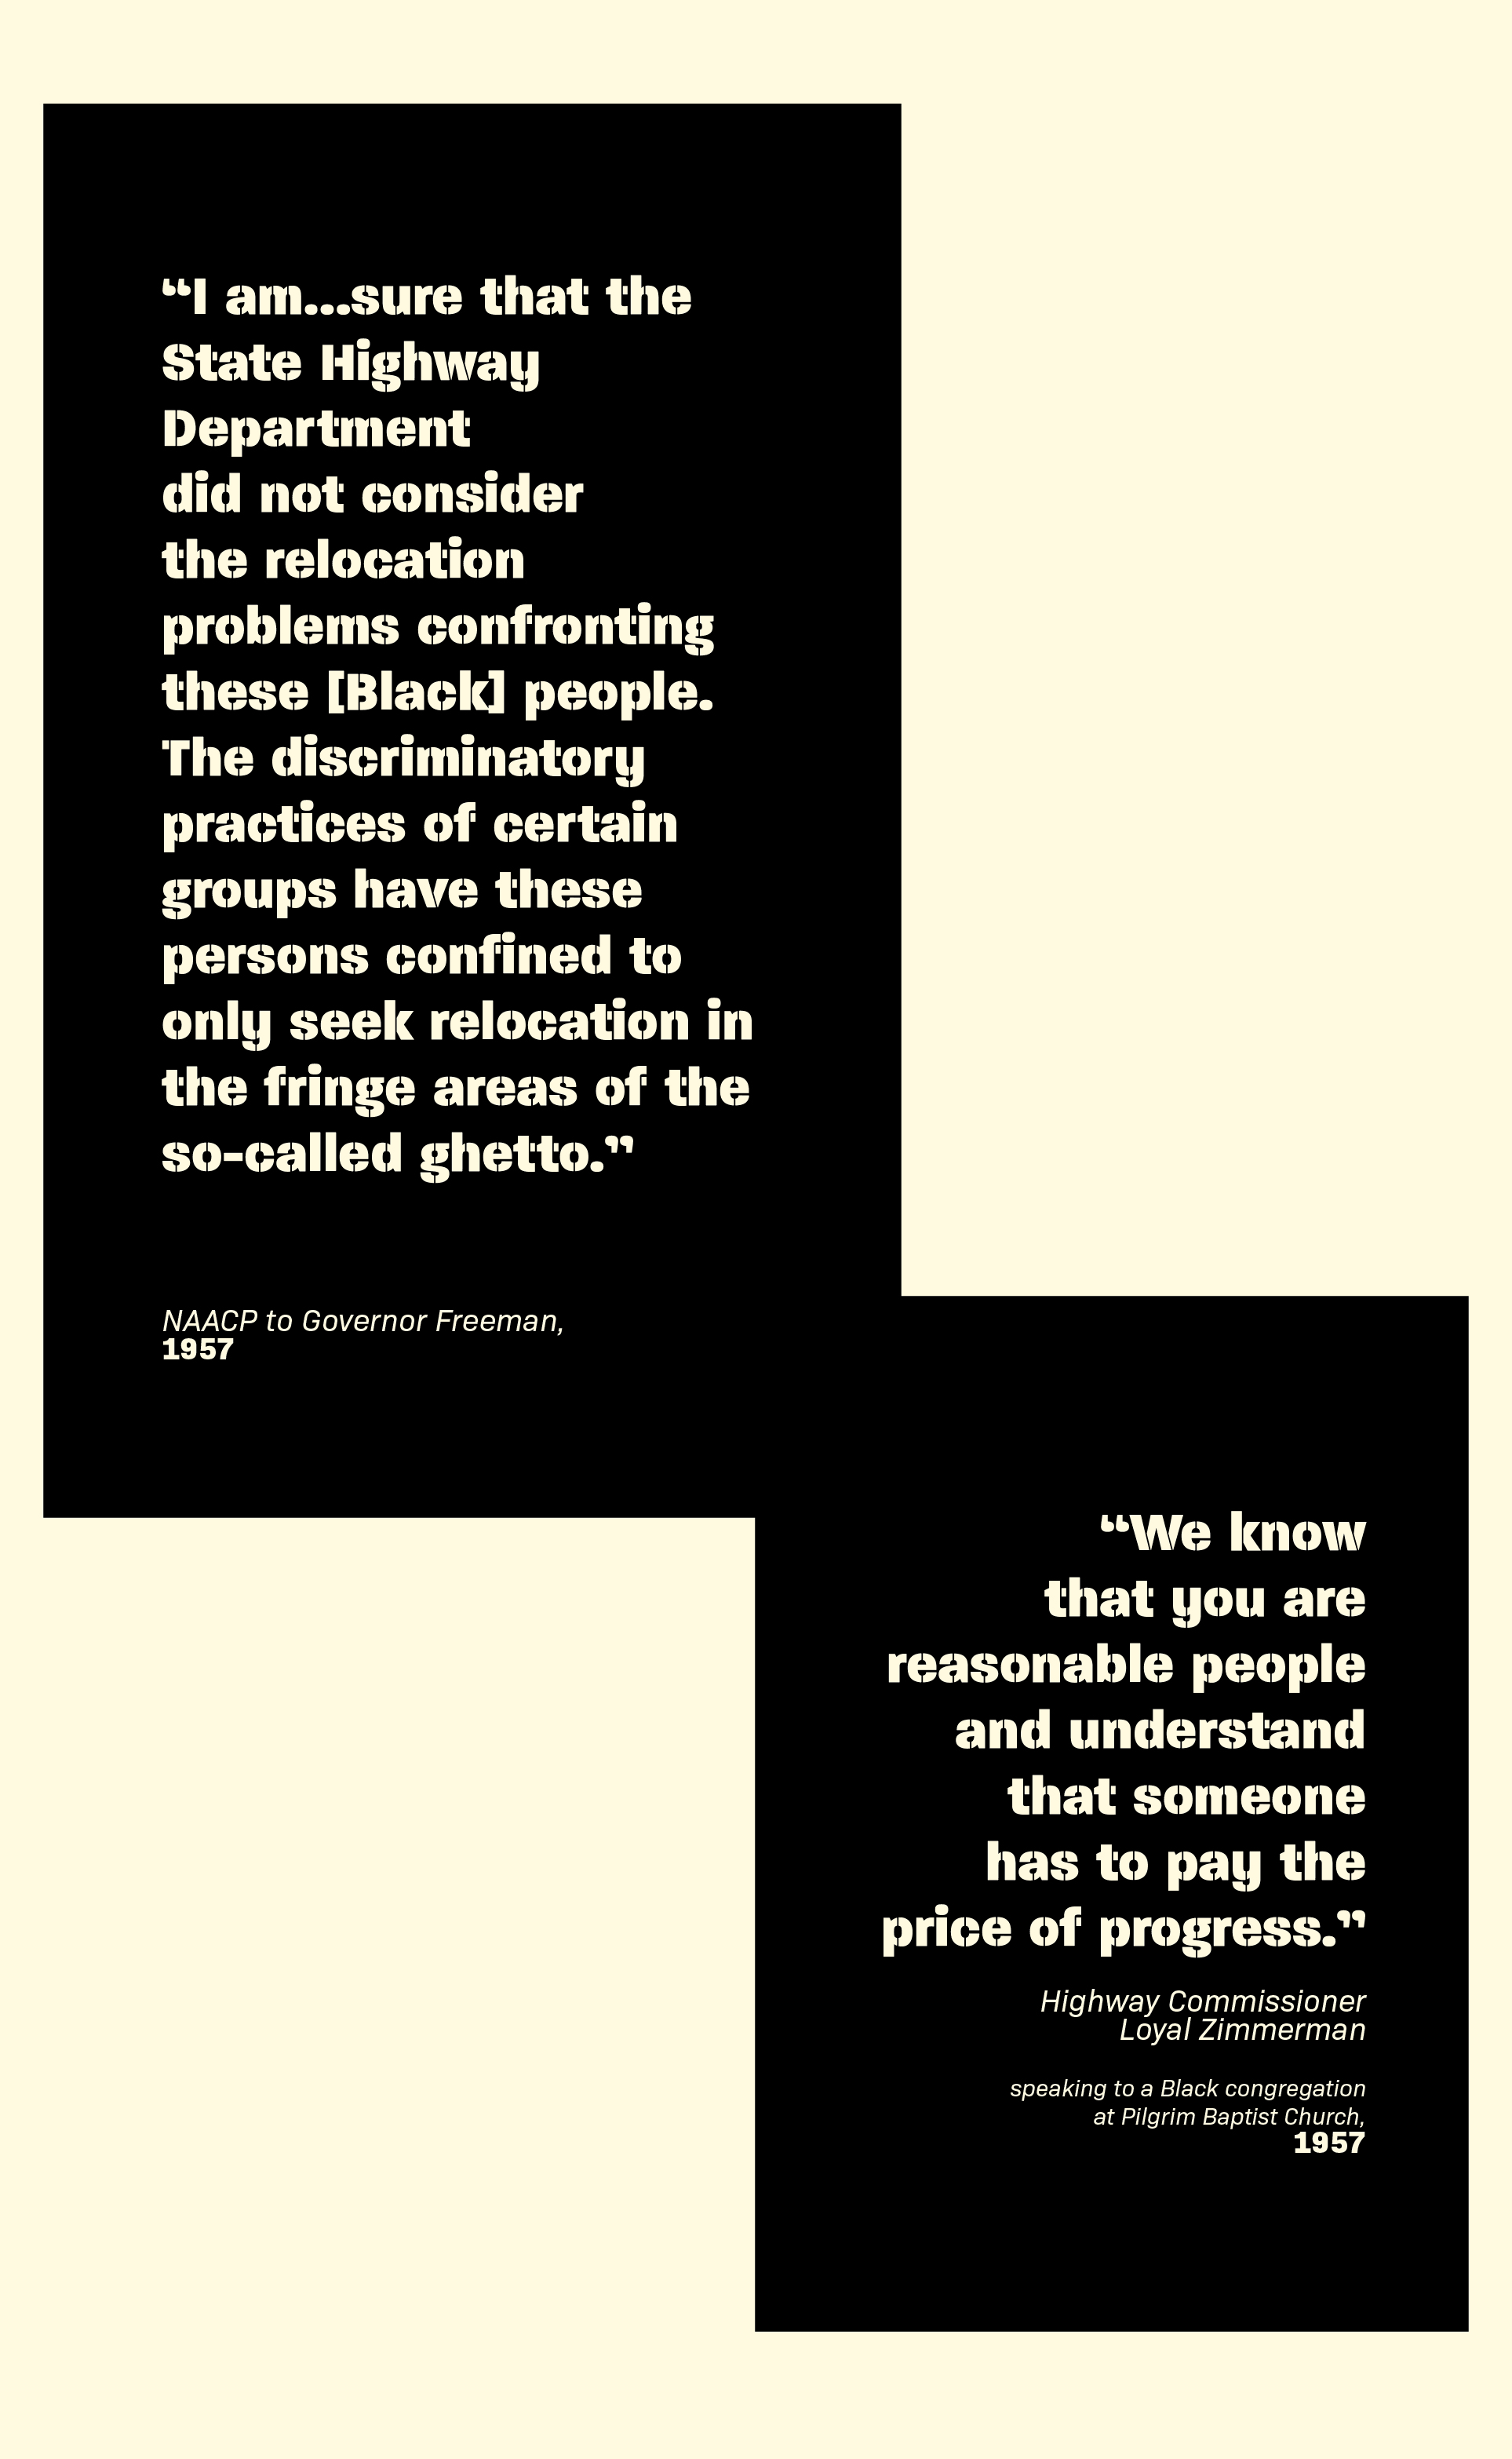 “I am...sure that the
State Highway
Department
did not consider
the relocation
problems confronting
these [Black] people.
The discriminatory
practices of certain
groups have these
persons confined to
only seek relocation in
the fringe areas of the
so-called ghetto.”
NAACP to Governor Freeman,
1957
“We know
that you are
reasonable people
and understand
that someone
has to pay the
price of progress.”
Highway Commissioner
Loyal Zimmerman
speaking to a Black congregation
at Pilgrim Baptist Church,
1957